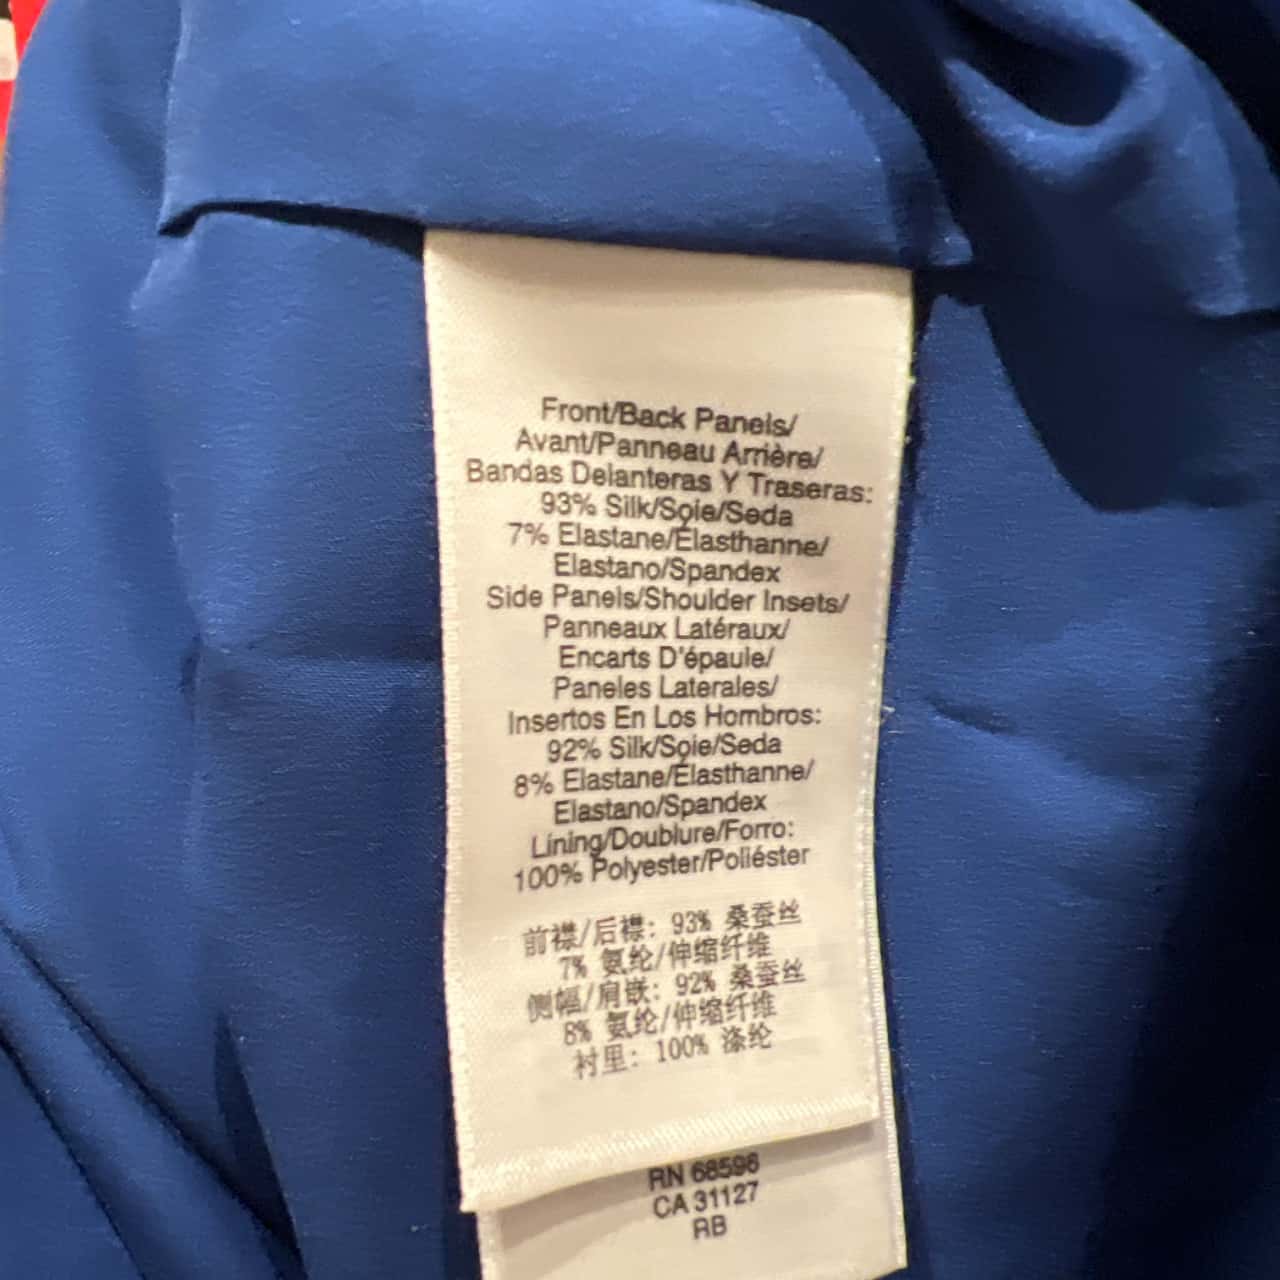 Front/Back Panels/
Avant/Panneau Arrière/
Bandas Delanteras Y Traseras:
93% Silk/Soie/Seda
7% Elastane/Élasthanne/
Elastano/Spandex
Side Panels/Shoulder Insets/
Panneaux Latéraux/
Encarts D'épaule/
Paneles Laterales/
Insertos En Los Hombros:
92% Silk/Soie/Seda
8% Elastane/Élasthanne/
Elastano/Spandex
Lining/Doublure/Forro:
100% Polyester/Poliéster
前襟/后襟: 93% 桑蚕丝
7% 氨纶/伸缩纤维
侧幅/肩嵌: 92% 桑蚕丝
8% 氨纶/伸缩纤维
衬里: 100% 涤纶
RN 68596
CA 31127
RB